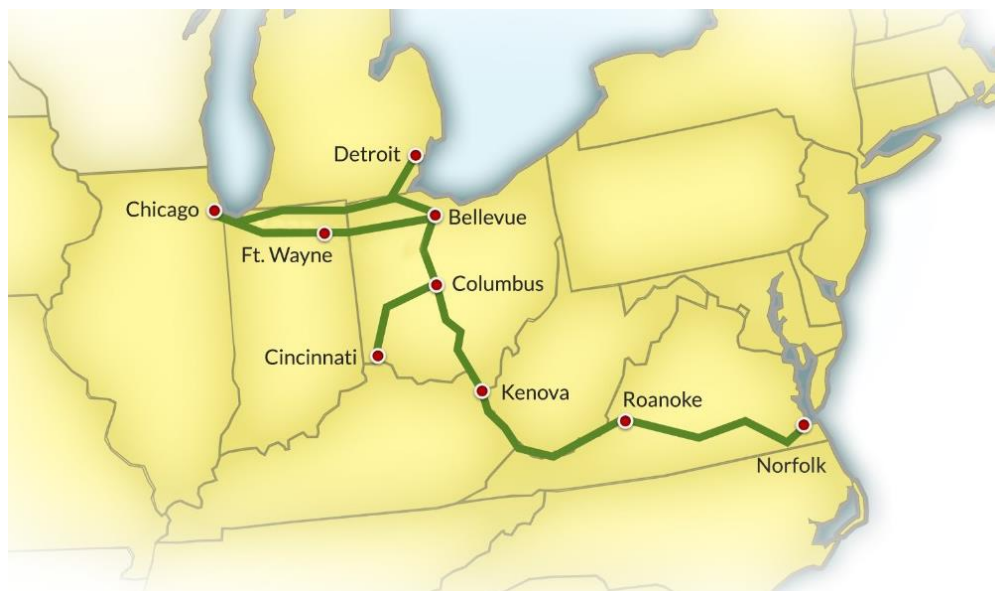 Detroit
Chicago
Bellevue
Ft. Wayne
Columbus
Cincinnati
Kenova
Roanoke
Norfolk